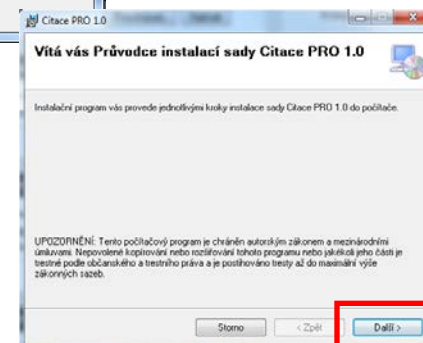 Citace PRO 1.0
Vítá vás Průvodce instalací sady Citace PRO 1.0
Instalační program vás provede jednotlivými kroky instalace sady Citace PRO 1.0 do počítače.
UPOZORNĚNÍ: Tento počítačový program je chráněn autorským zákonem a mezinárodními
úmluvami. Nepovolené kopírování nebo rozšiřování tohoto programu nebo jakékoli jeho části je
trestné podle občanského a trestního práva a je postihováno tresty až do maximální výše
zákonných sazeb.
Storno
< Zpět
Další >